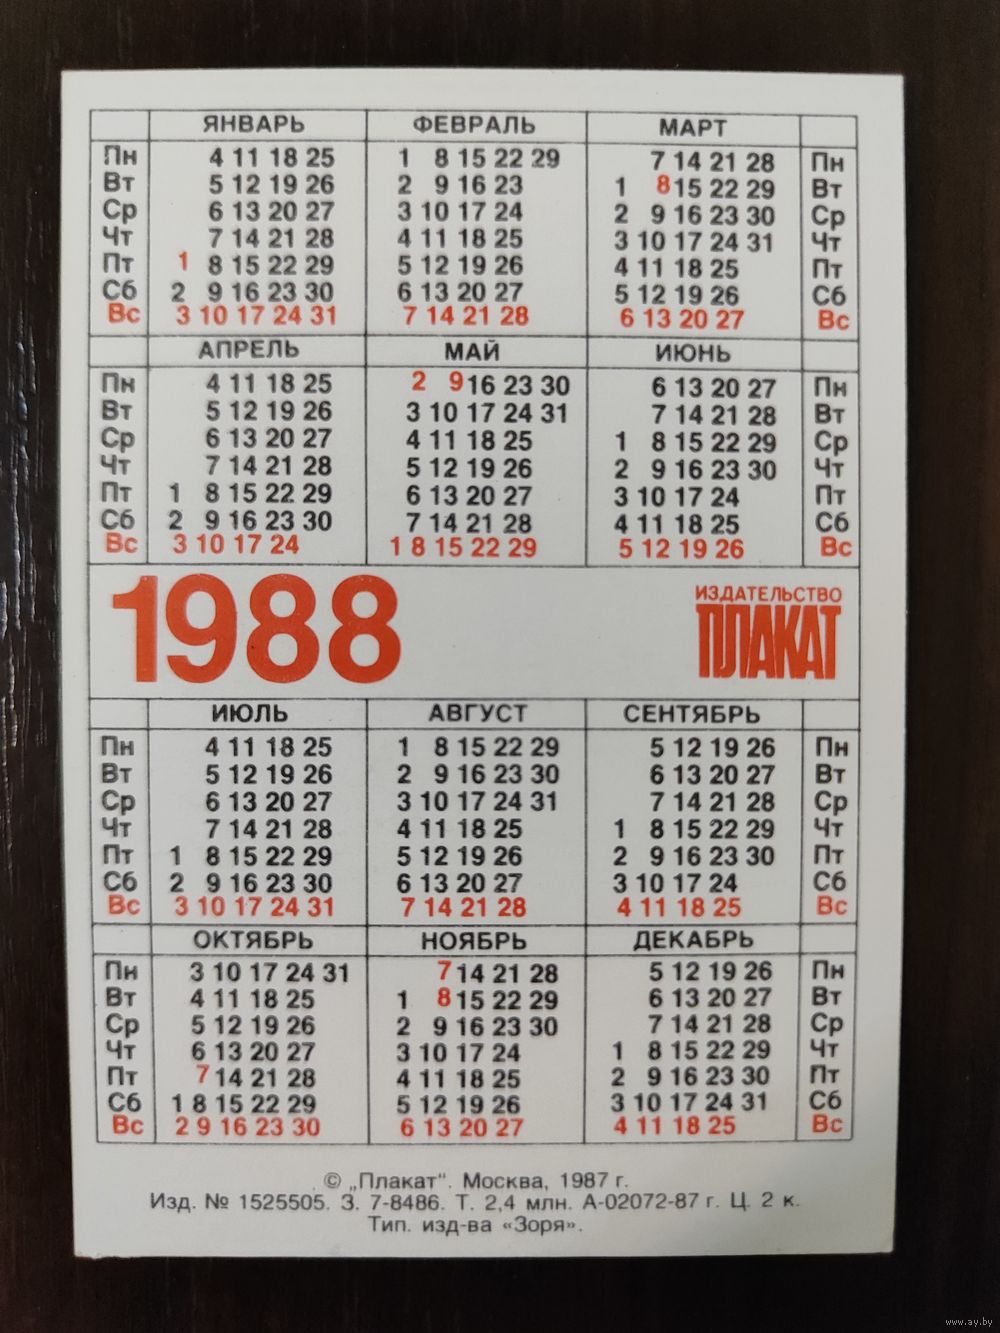 ЯНВАРЬ ФЕВРАЛЬ МАРТ
Пн 4 11 18 25 1 8 15 22 29 7 14 21 28 Пн
Вт 5 12 19 26 2 9 16 23 1 8 15 22 29 Вт
Ср 6 13 20 27 3 10 17 24 2 9 16 23 30 Ср
Чт 7 14 21 28 4 11 18 25 3 10 17 24 31 Чт
Пт 1 8 15 22 29 5 12 19 26 4 11 18 25 Пт
Сб 2 9 16 23 30 6 13 20 27 5 12 19 26 Сб
Вс 3 10 17 24 31 7 14 21 28 6 13 20 27 Вс
АПРЕЛЬ МАЙ ИЮНЬ
Пн 4 11 18 25 2 9 16 23 30 6 13 20 27 Пн
Вт 5 12 19 26 3 10 17 24 31 7 14 21 28 Вт
Ср 6 13 20 27 4 11 18 25 1 8 15 22 29 Ср
Чт 7 14 21 28 5 12 19 26 2 9 16 23 30 Чт
Пт 1 8 15 22 29 6 13 20 27 3 10 17 24 Пт
Сб 2 9 16 23 30 7 14 21 28 4 11 18 25 Сб
Вс 3 10 17 24 1 8 15 22 29 5 12 19 26 Вс
1988
ИЗДАТЕЛЬСТВО
ПЛАКАТ
ИЮЛЬ АВГУСТ СЕНТЯБРЬ
Пн 4 11 18 25 1 8 15 22 29 5 12 19 26 Пн
Вт 5 12 19 26 2 9 16 23 30 6 13 20 27 Вт
Ср 6 13 20 27 3 10 17 24 31 7 14 21 28 Ср
Чт 7 14 21 28 4 11 18 25 1 8 15 22 29 Чт
Пт 1 8 15 22 29 5 12 19 26 2 9 16 23 30 Пт
Сб 2 9 16 23 30 6 13 20 27 3 10 17 24 Сб
Вс 3 10 17 24 31 7 14 21 28 4 11 18 25 Вс
ОКТЯБРЬ НОЯБРЬ ДЕКАБРЬ
Пн 3 10 17 24 31 7 14 21 28 5 12 19 26 Пн
Вт 4 11 18 25 1 8 15 22 29 6 13 20 27 Вт
Ср 5 12 19 26 2 9 16 23 30 7 14 21 28 Ср
Чт 6 13 20 27 3 10 17 24 1 8 15 22 29 Чт
Пт 7 14 21 28 4 11 18 25 2 9 16 23 30 Пт
Сб 1 8 15 22 29 5 12 19 26 3 10 17 24 31 Сб
Вс 2 9 16 23 30 6 13 20 27 4 11 18 25 Вс
© „Плакат“. Москва, 1987 г.
Изд. № 1525505. З. 7-8486. Т. 2,4 млн. А-02072-87 г. Ц. 2 к.
Тип. изд-ва «Зоря».
www.ay.by